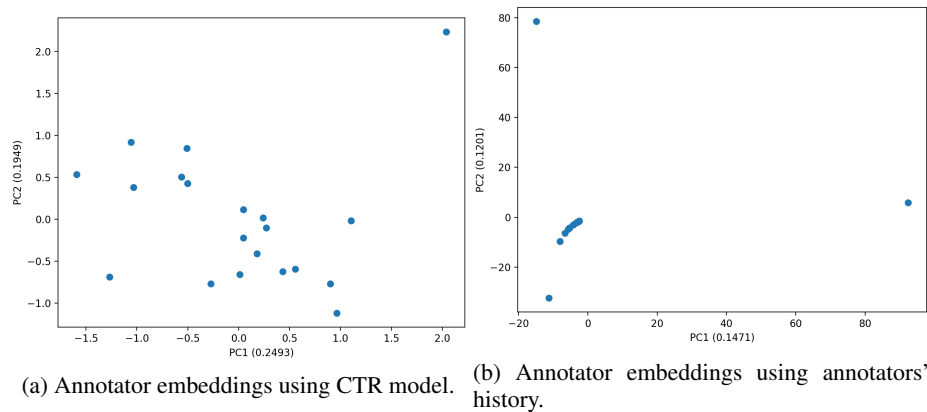 2.0
1.5
1.0
0.5
0.0
−0.5
−1.0
PC2 (0.1949)
−1.5 −1.0 −0.5 0.0 0.5 1.0 1.5 2.0
PC1 (0.2493)
(a) Annotator embeddings using CTR model.
80
60
40
20
0
−20
PC2 (0.1201)
−20 0 20 40 60 80
PC1 (0.1471)
(b) Annotator embeddings using annotators'
history.